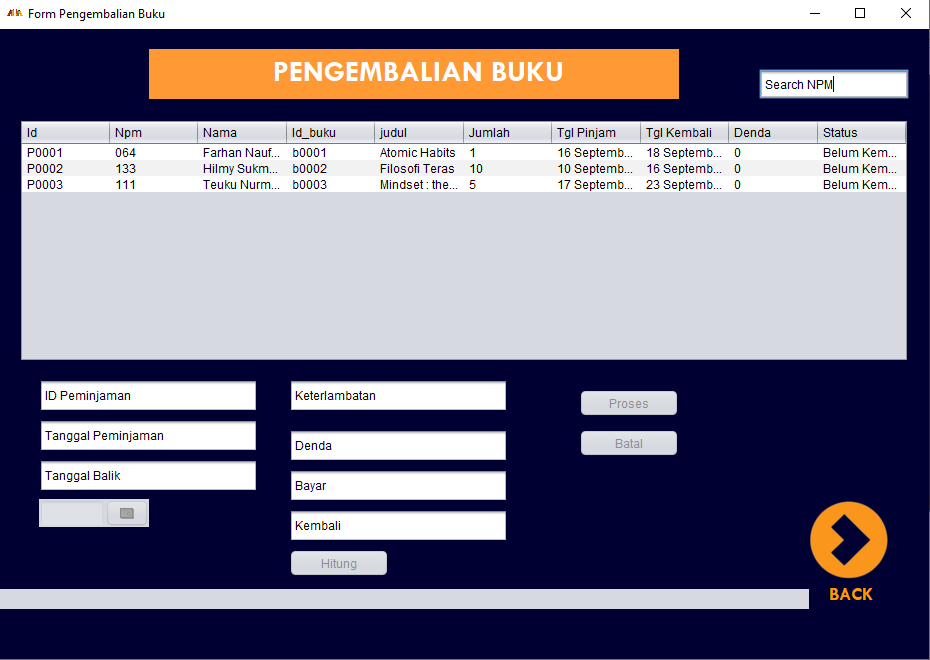 Form Pengembalian Buku
PENGEMBALIAN BUKU
Search NPM
Id Npm Nama Id_buku judul Jumlah Tgl Pinjam Tgl Kembali Denda Status
P0001 064 Farhan Nauf... b0001 Atomic Habits 1 16 Septemb... 18 Septemb... 0 Belum Kem...
P0002 133 Hilmy Sukm... b0002 Filosofi Teras 10 10 Septemb... 16 Septemb... 0 Belum Kem...
P0003 111 Teuku Nurm... b0003 Mindset : the... 5 17 Septemb... 23 Septemb... 0 Belum Kem...
ID Peminjaman
Tanggal Peminjaman
Tanggal Balik
Keterlambatan
Denda
Bayar
Kembali
Hitung
Proses
Batal
BACK